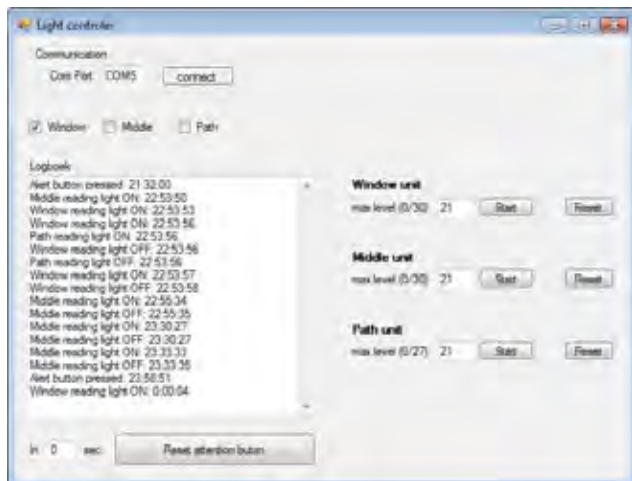 Light controler
Communication
Com Port COM5 connect
Window Middle Path
Logboek
Alert button pressed: 21:32:00
Middle reading light ON: 22:53:50
Window reading light ON: 22:53:53
Window reading light ON: 22:53:56
Path reading light ON: 22:53:56
Window reading light OFF: 22:53:56
Path reading light OFF: 22:53:56
Window reading light ON: 22:53:57
Window reading light OFF: 22:53:58
Middle reading light ON: 22:55:34
Middle reading light OFF: 22:55:35
Middle reading light ON: 23:30:27
Middle reading light OFF: 23:30:27
Middle reading light ON: 23:33:33
Middle reading light OFF: 23:33:35
Alert button pressed: 23:58:51
Window reading light ON: 0:00:04
Window unit
max level (0/30) 21 Start Reset
Middle unit
max level (0/30) 21 Start Reset
Path unit
max level (0/27) 21 Start Reset
In 0 sec Reset attention buton